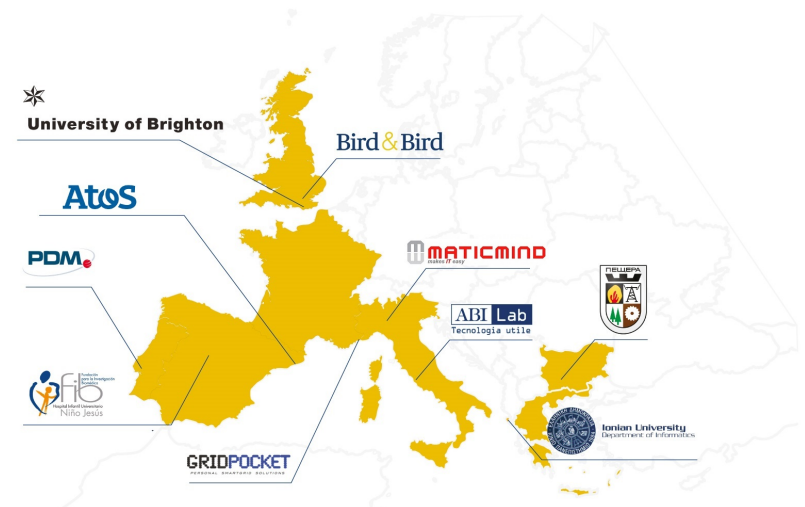 University of Brighton
Bird & Bird
Atos
MATICMIND
makes IT easy
PDM
ПЕЩЕРА
ABI Lab
Tecnologia utile
Fundación
para la Investigación
Biomédica
fib
Hospital Infantil Universitario
Niño Jesús
Ionian University
Department of Informatics
GRIDPOCKET
PERSONAL SMARTGRID SOLUTIONS